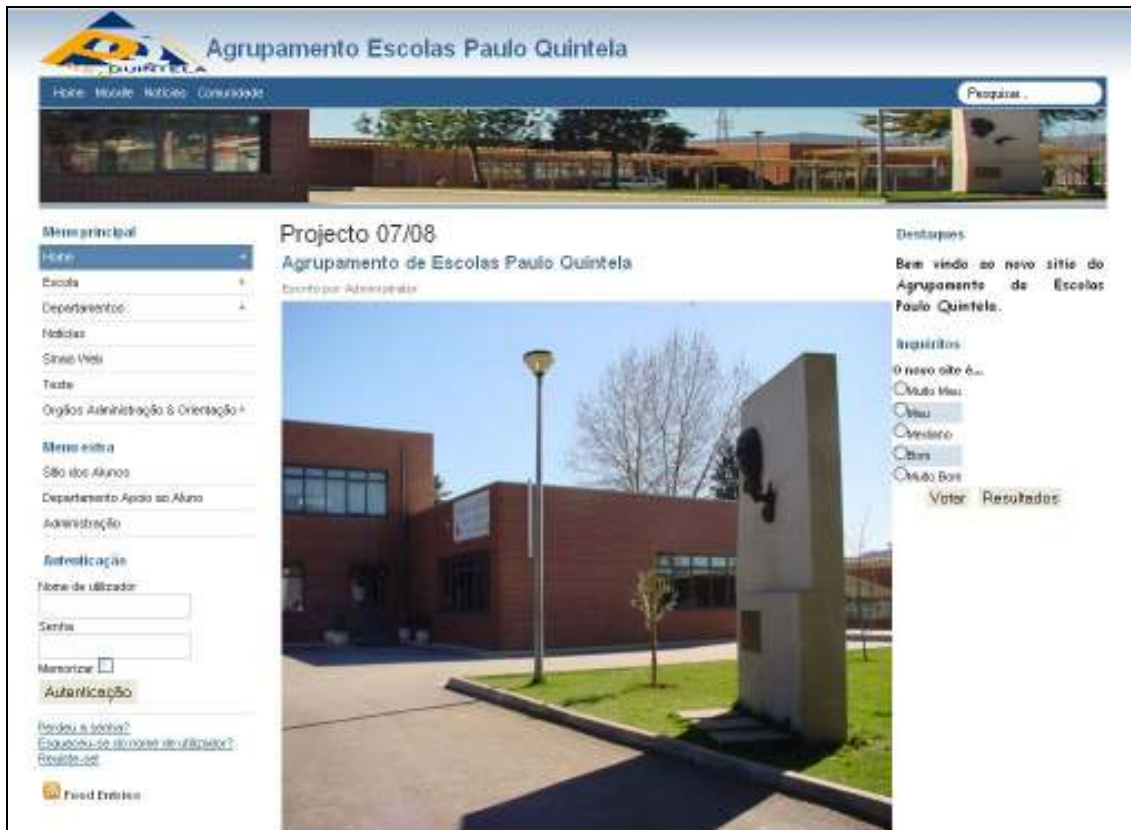 QUINTELA
Agrupamento Escolas Paulo Quintela
Home Moodle Notícias Comunidade
Pesquisar...
Menu principal
Home
Escola
Departamentos
Notícias
Sítios Web
Teste
Orgãos Administração & Orientação
Menu extra
Sítio dos Alunos
Departamento Apoio ao Aluno
Administração
Autenticação
Nome de utilizador
Senha
Memorizar
Autenticação
Perdeu a senha?
Esqueceu-se do nome de utilizador?
Registe-se!
Feed Entries
Projecto 07/08
Agrupamento de Escolas Paulo Quintela
Escrito por Administrator
Destaques
Bem vindo ao novo sitio do
Agrupamento de Escolas
Paulo Quintela.
Inquéritos
O novo site é...
Muito Mau
Mau
Mediano
Bom
Muito Bom
Votar Resultados